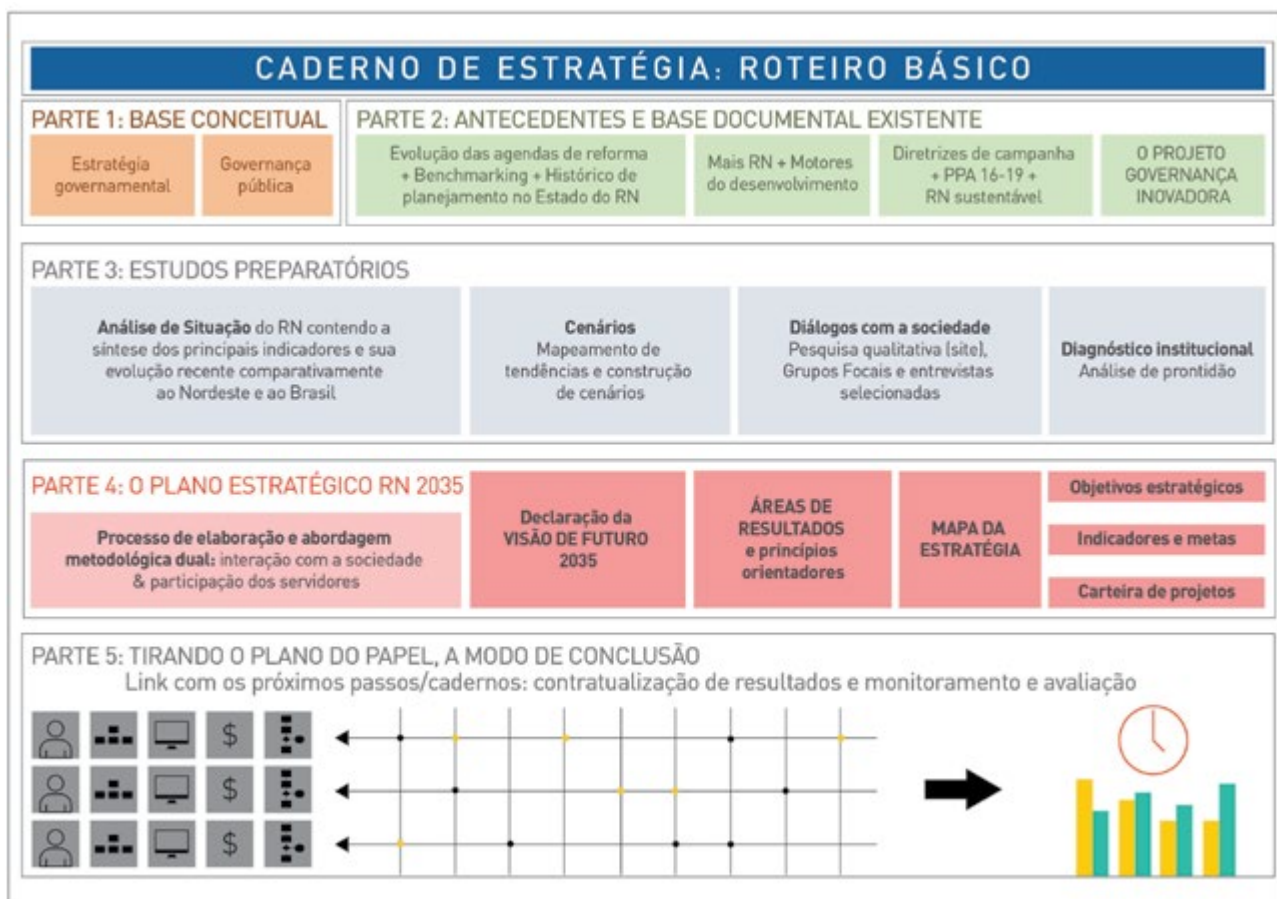 CADERNO DE ESTRATÉGIA: ROTEIRO BÁSICO
PARTE 1: BASE CONCEITUAL
Estratégia
governamental
Governança
pública
PARTE 2: ANTECEDENTES E BASE DOCUMENTAL EXISTENTE
Evolução das agendas de reforma
+ Benchmarking + Histórico de
planejamento no Estado do RN
Mais RN + Motores
do desenvolvimento
Diretrizes de campanha
+ PPA 16-19 +
RN sustentável
O PROJETO
GOVERNANÇA
INOVADORA
PARTE 3: ESTUDOS PREPARATÓRIOS
Análise de Situação do RN contendo a
síntese dos principais indicadores e sua
evolução recente comparativamente
ao Nordeste e ao Brasil
Cenários
Mapeamento de
tendências e construção
de cenários
Diálogos com a sociedade
Pesquisa qualitativa (site),
Grupos Focais e entrevistas
selecionadas
Diagnóstico institucional
Análise de prontidão
PARTE 4: O PLANO ESTRATÉGICO RN 2035
Processo de elaboração e abordagem
metodológica dual: interação com a sociedade
& participação dos servidores
Declaração da
VISÃO DE FUTURO
2035
ÁREAS DE
RESULTADOS
e princípios
orientadores
MAPA DA
ESTRATÉGIA
Objetivos estratégicos
Indicadores e metas
Carteira de projetos
PARTE 5: TIRANDO O PLANO DO PAPEL, A MODO DE CONCLUSÃO
Link com os próximos passos/cadernos: contratualização de resultados e monitoramento e avaliação
$
$
$